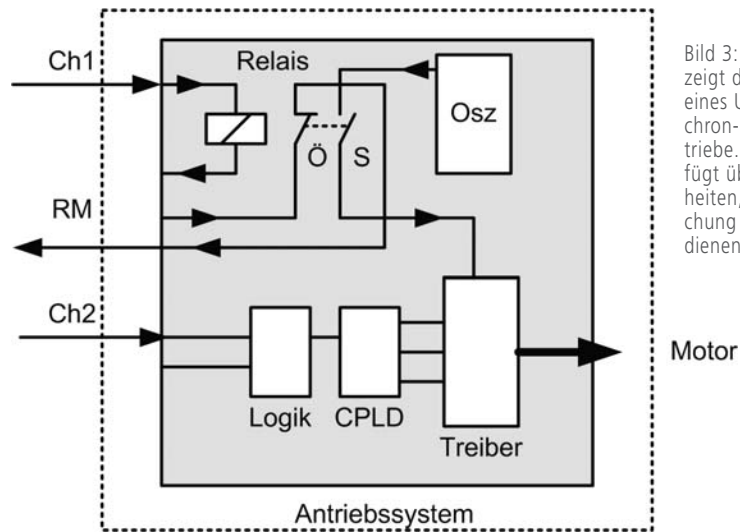 Ch1
Relais
Osz
Ö
S
RM
Ch2
Logik
CPLD
Treiber
Motor
Antriebssystem
Bild 3:
zeigt d
eines U
chron-
triebe.
fügt üb
heiten,
chung
dienen